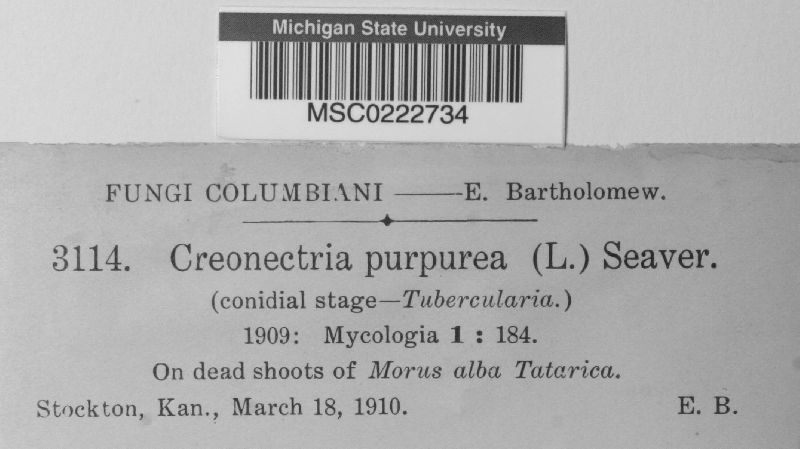 Michigan State University
MSC0222734
FUNGI COLUMBIANI ——— E. Bartholomew.
3114. Creonectria purpurea (L.) Seaver.
(conidial stage—Tubercularia.)
1909: Mycologia 1 : 184.
On dead shoots of Morus alba Tatarica.
Stockton, Kan., March 18, 1910. E. B.